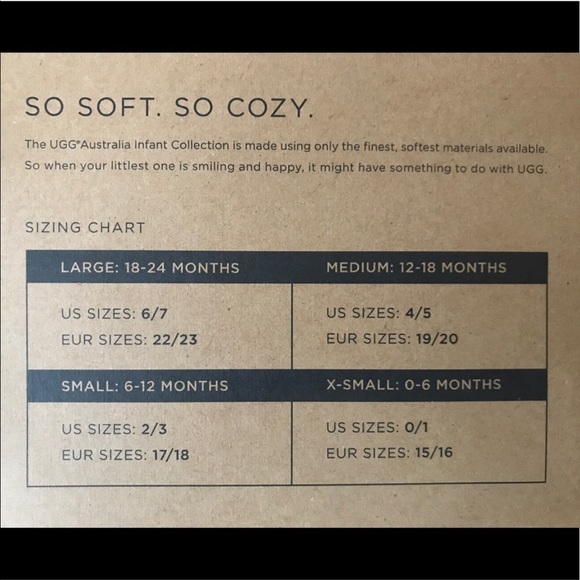 SO SOFT. SO COZY.
The UGG®Australia Infant Collection is made using only the finest, softest materials available.
So when your littlest one is smiling and happy, it might have something to do with UGG.
SIZING CHART
LARGE: 18-24 MONTHS
US SIZES: 6/7
EUR SIZES: 22/23
MEDIUM: 12-18 MONTHS
US SIZES: 4/5
EUR SIZES: 19/20
SMALL: 6-12 MONTHS
US SIZES: 2/3
EUR SIZES: 17/18
X-SMALL: 0-6 MONTHS
US SIZES: 0/1
EUR SIZES: 15/16